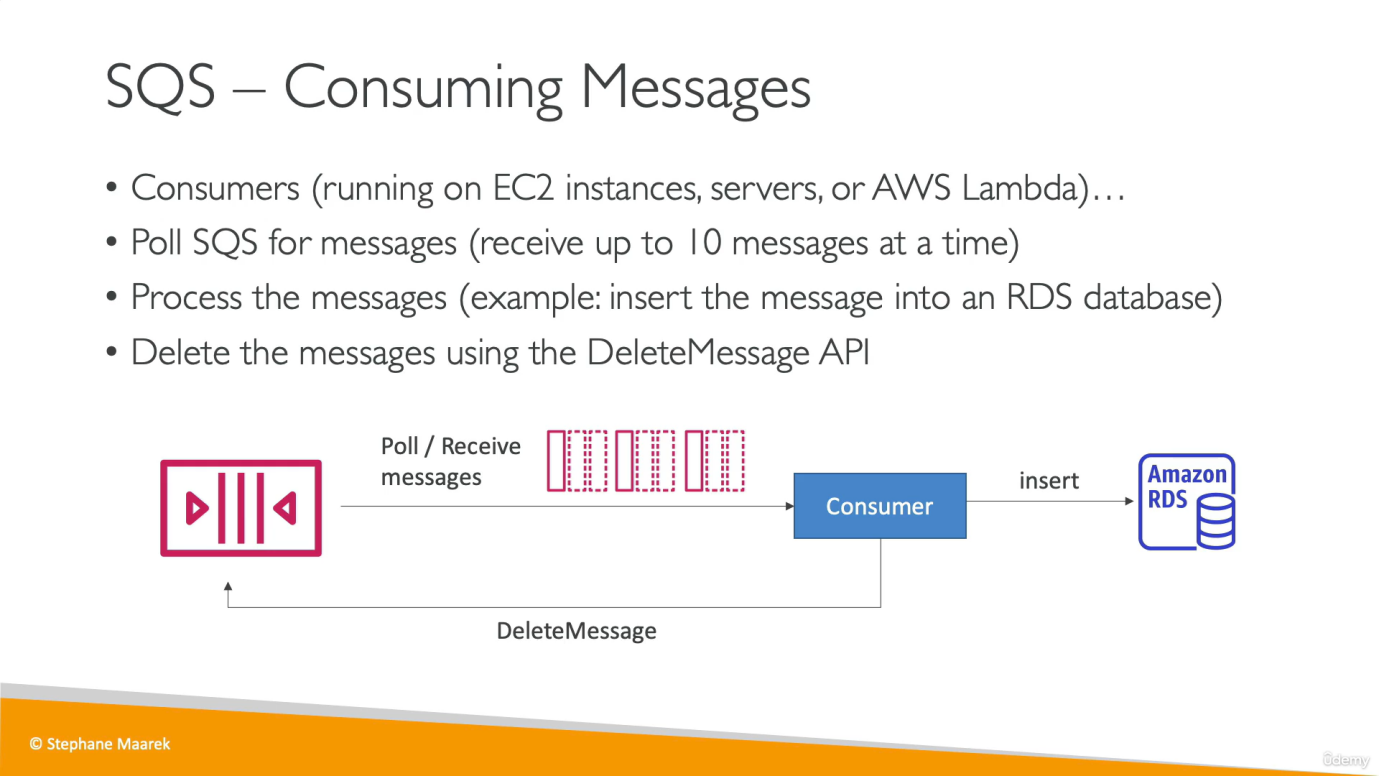 SQS – Consuming Messages
• Consumers (running on EC2 instances, servers, or AWS Lambda)…
• Poll SQS for messages (receive up to 10 messages at a time)
• Process the messages (example: insert the message into an RDS database)
• Delete the messages using the DeleteMessage API
Poll / Receive
messages
Consumer
insert
Amazon
RDS
DeleteMessage
© Stephane Maarek
ûdemy